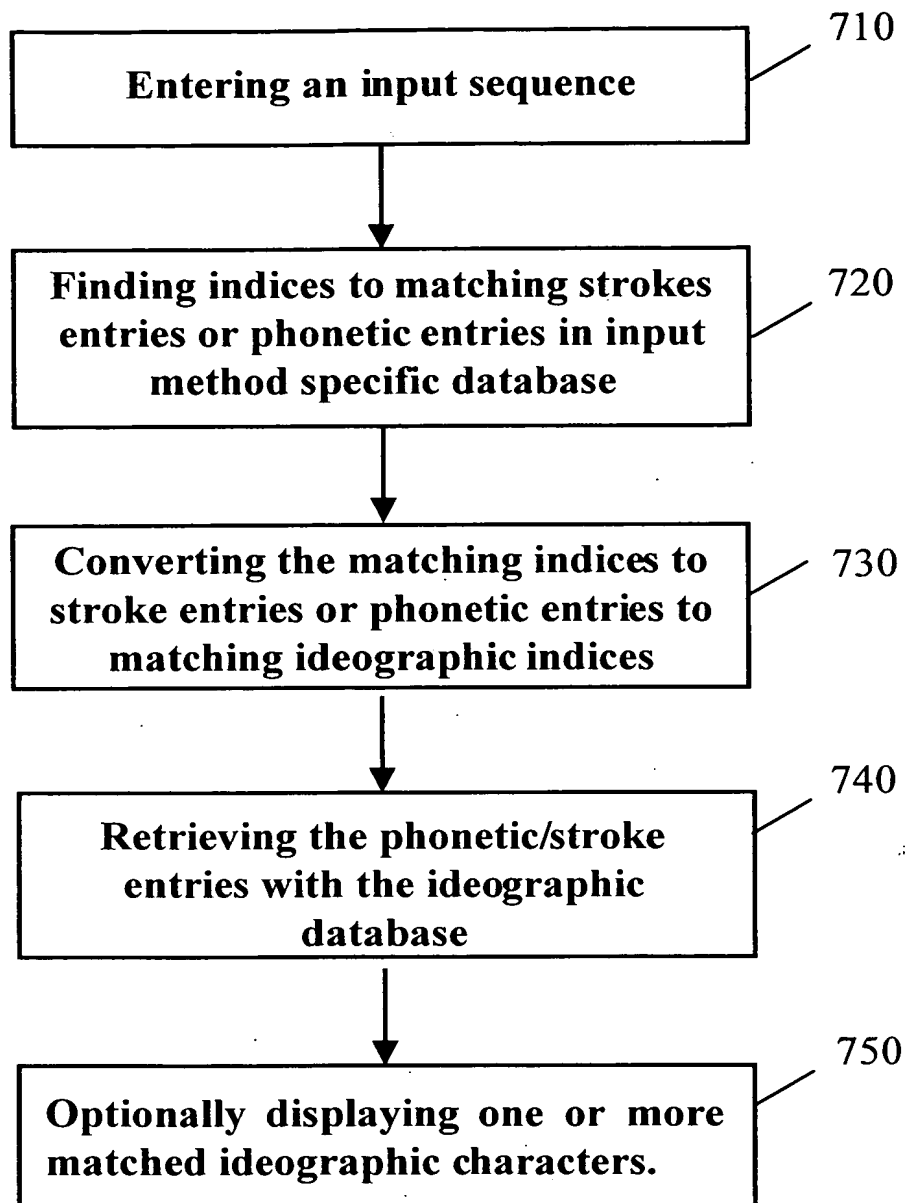 710
Entering an input sequence
720
Finding indices to matching strokes
entries or phonetic entries in input
method specific database
730
Converting the matching indices to
stroke entries or phonetic entries to
matching ideographic indices
740
Retrieving the phonetic/stroke
entries with the ideographic
database
750
Optionally displaying one or more
matched ideographic characters.